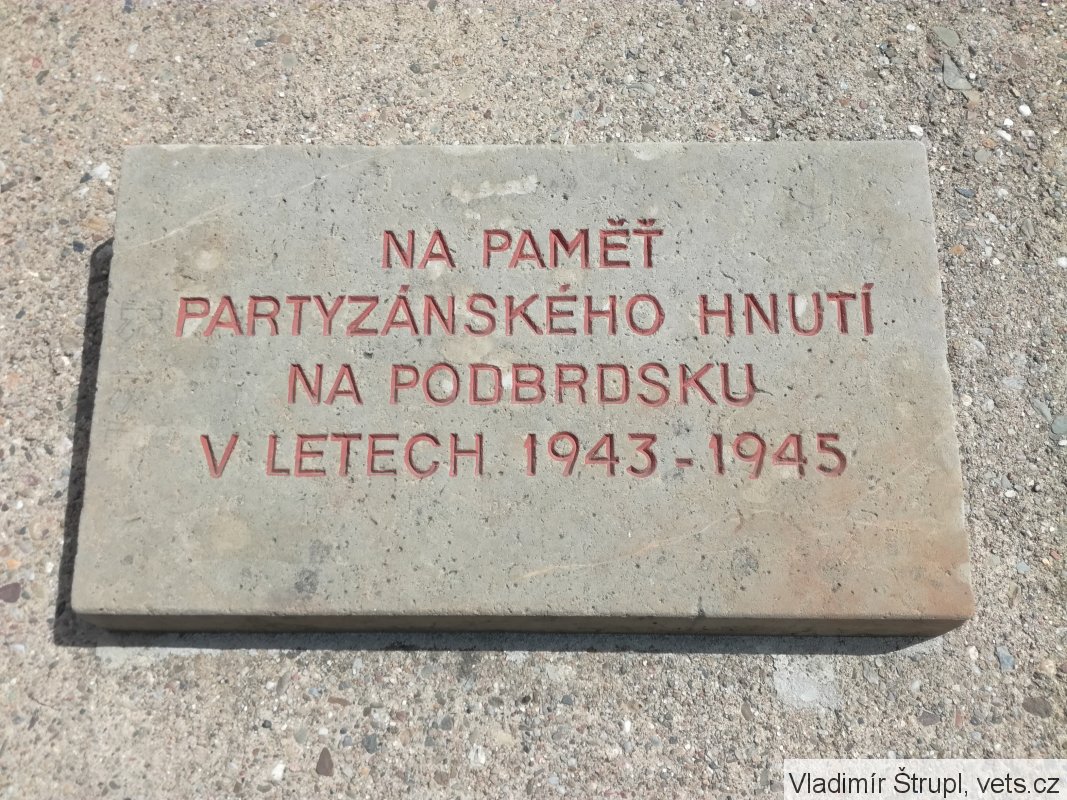 NA PAMĚŤ
PARTYZÁNSKÉHO HNUTÍ
NA PODBRDSKU
V LETECH 1943 - 1945
Vladimír Štrupl, vets.cz